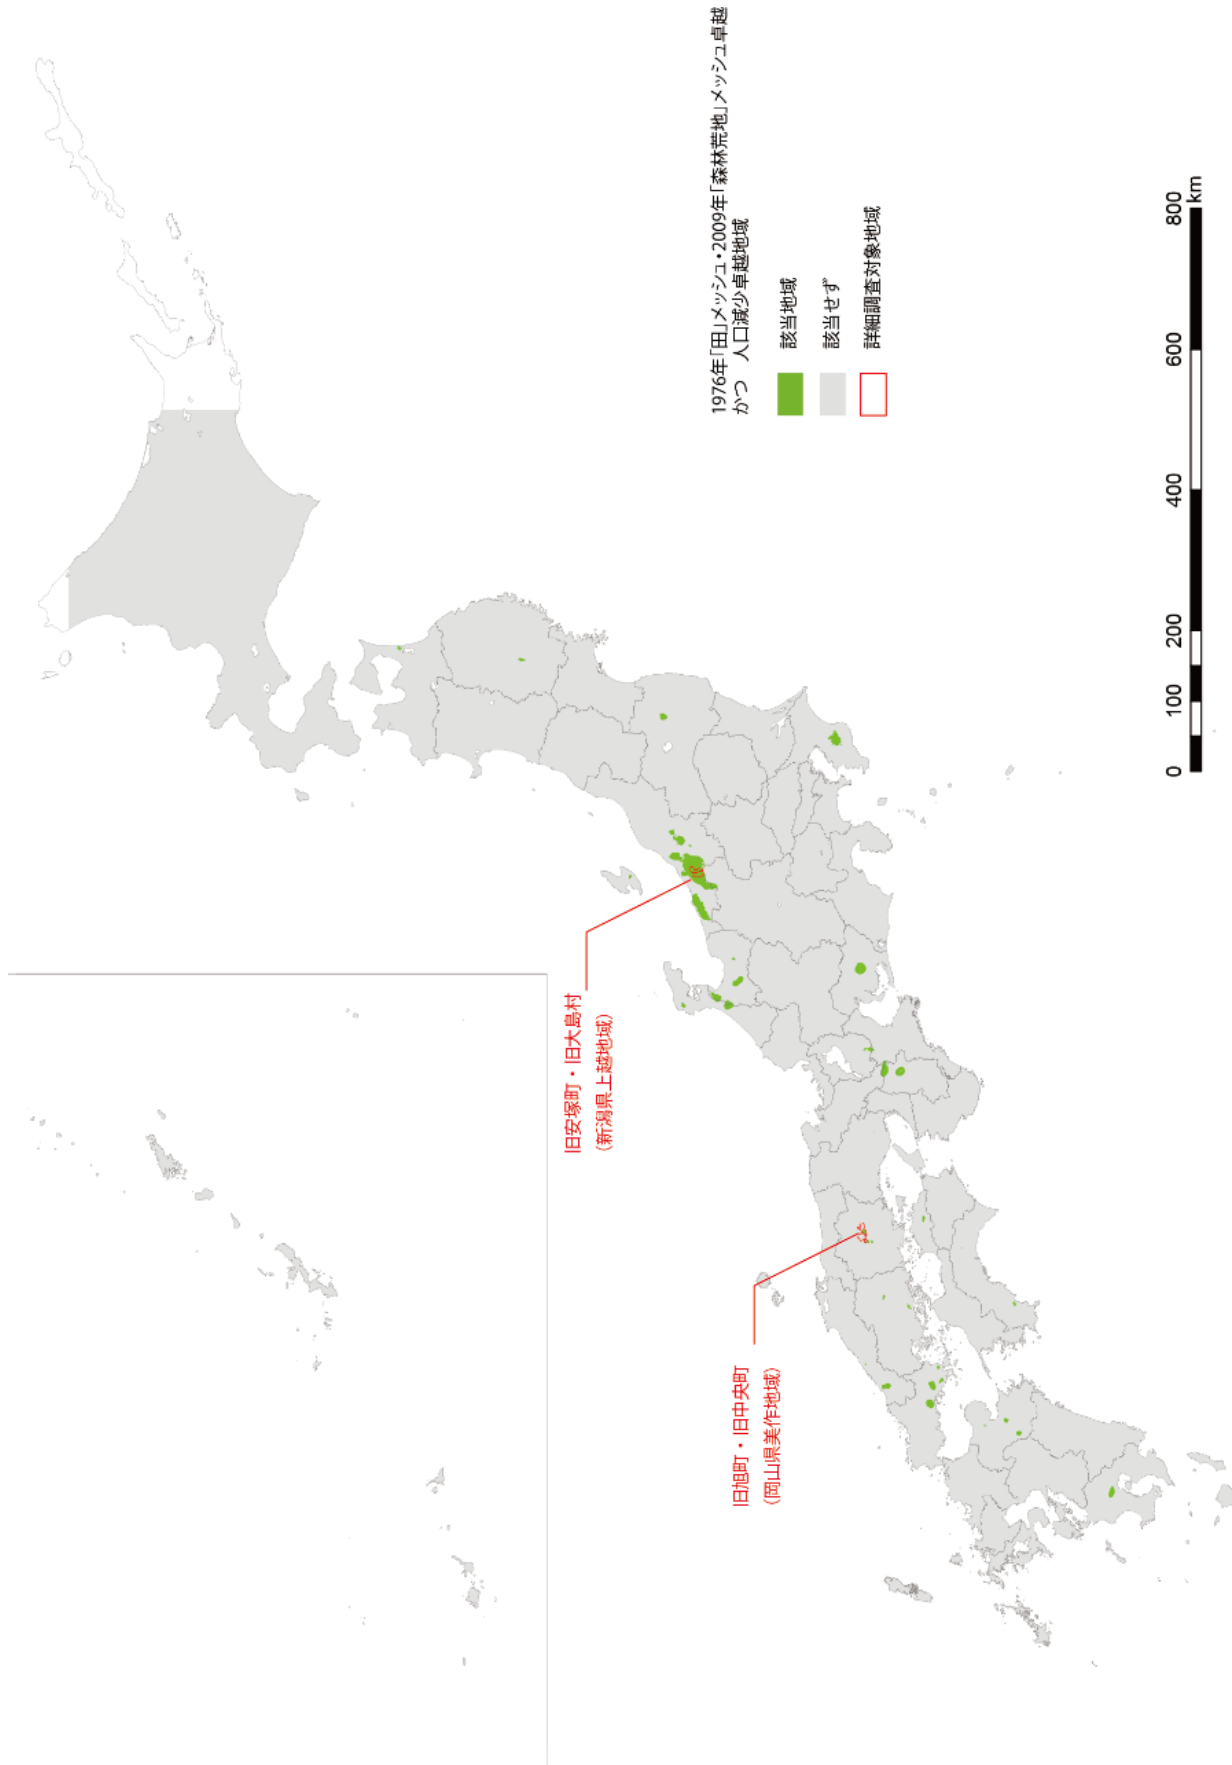 1976年「田」メッシュ・2009年「森林荒地」メッシュ卓越
かつ 人口減少卓越地域
該当地域
該当せず
詳細調査対象地域
旧安塚町・旧大島村
(新潟県上越地域)
旧旭町・旧中央町
(岡山県美作地域)
0 100 200 400 600 800
km